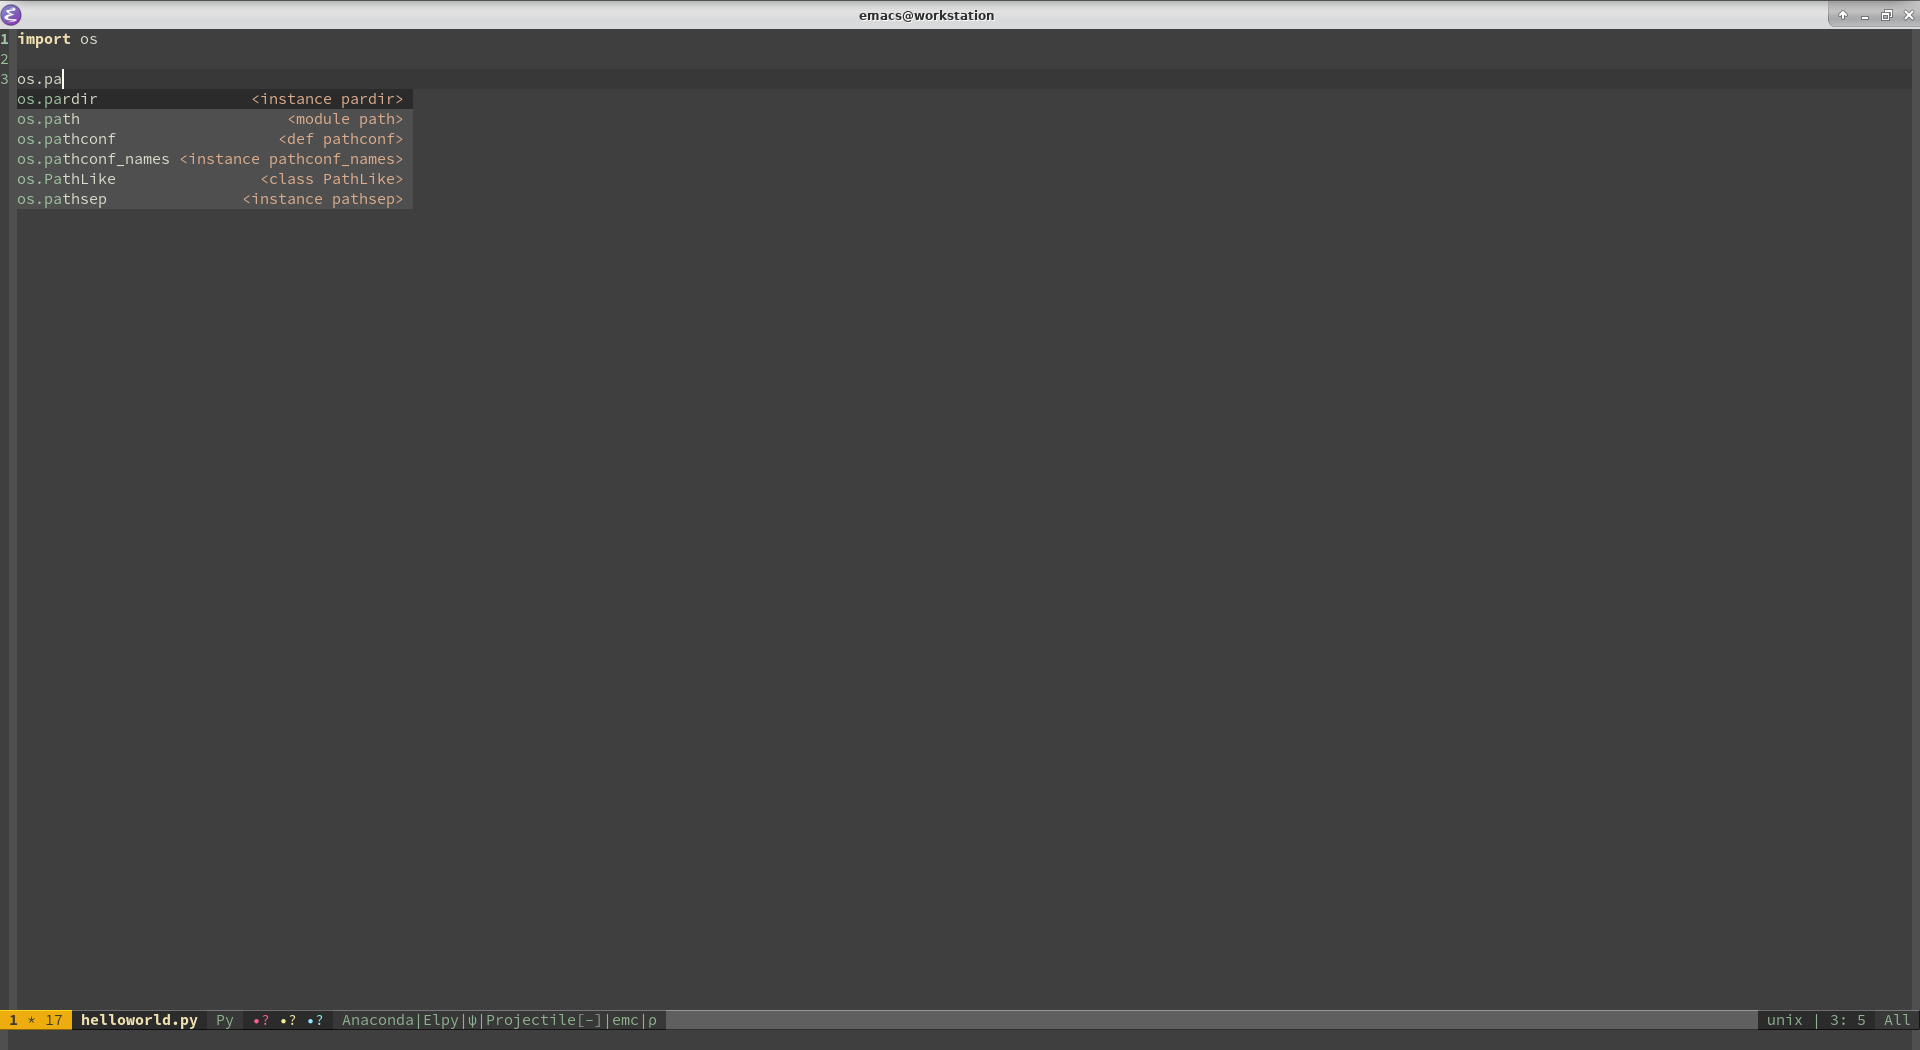 emacs@workstation
1 import os
2
3 os.pa
os.pardir <instance pardir>
os.path <module path>
os.pathconf <def pathconf>
os.pathconf_names <instance pathconf_names>
os.PathLike <class PathLike>
os.pathsep <instance pathsep>
1 * 17 helloworld.py Py •? •? •? Anaconda|Elpy|ψ|Projectile[-]|emc|ρ unix | 3: 5 All